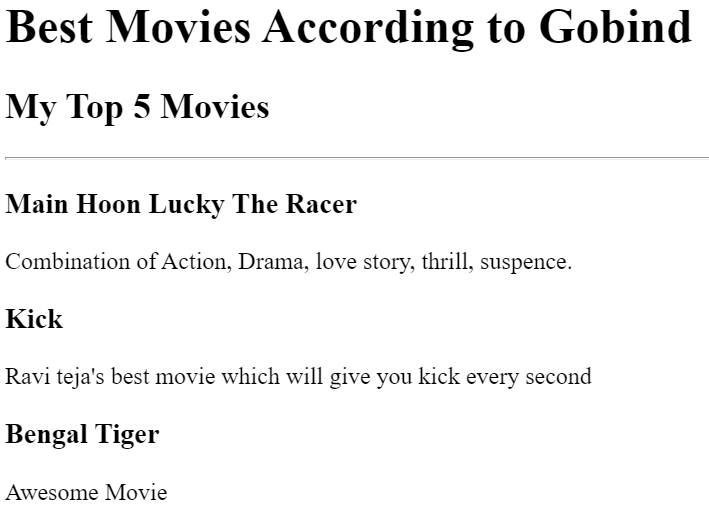 Best Movies According to Gobind
My Top 5 Movies
Main Hoon Lucky The Racer
Combination of Action, Drama, love story, thrill, suspence.
Kick
Ravi teja's best movie which will give you kick every second
Bengal Tiger
Awesome Movie